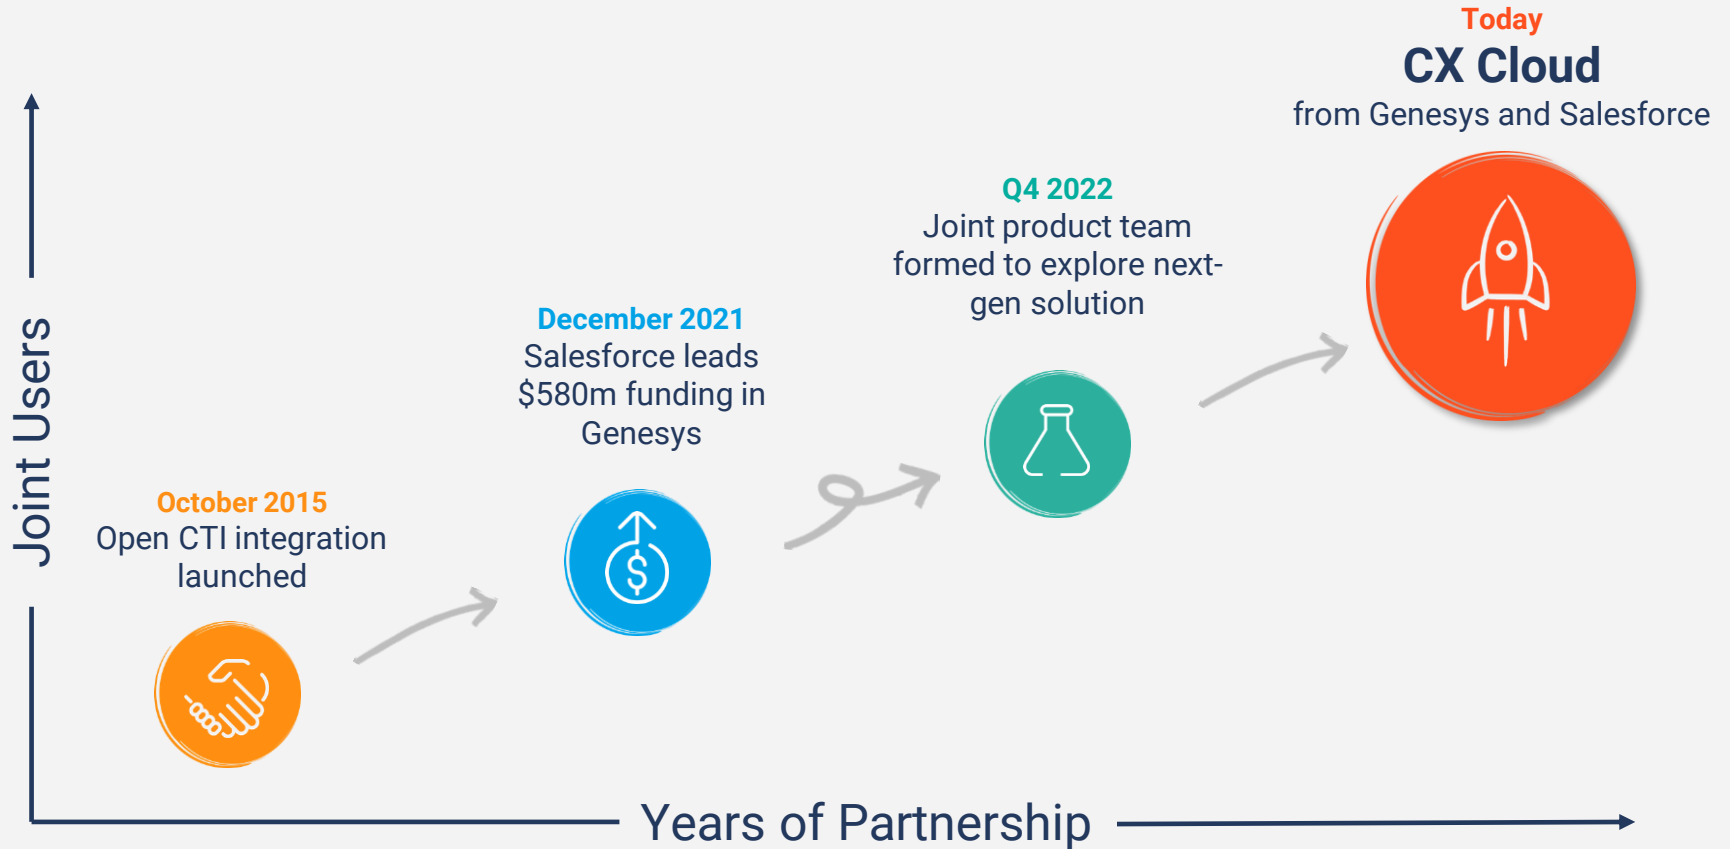 Today
CX Cloud
from Genesys and Salesforce
Q4 2022
Joint product team
formed to explore next-
gen solution
December 2021
Salesforce leads
$580m funding in
Genesys
October 2015
Open CTI integration
launched
$
Joint Users
Years of Partnership